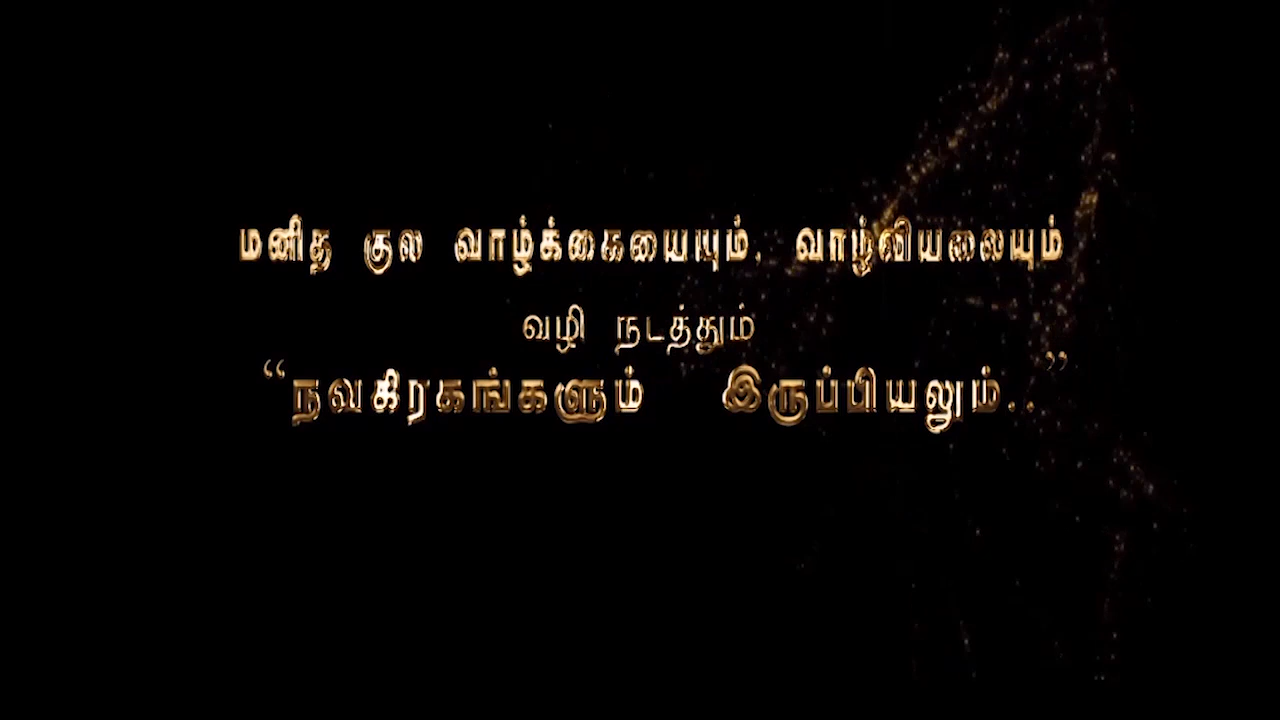 மனித குல வாழ்க்கையையும், வாழ்வியலையும்
வழி நடத்தும்
“நவகிரகங்களும் இருப்பியலும்..”